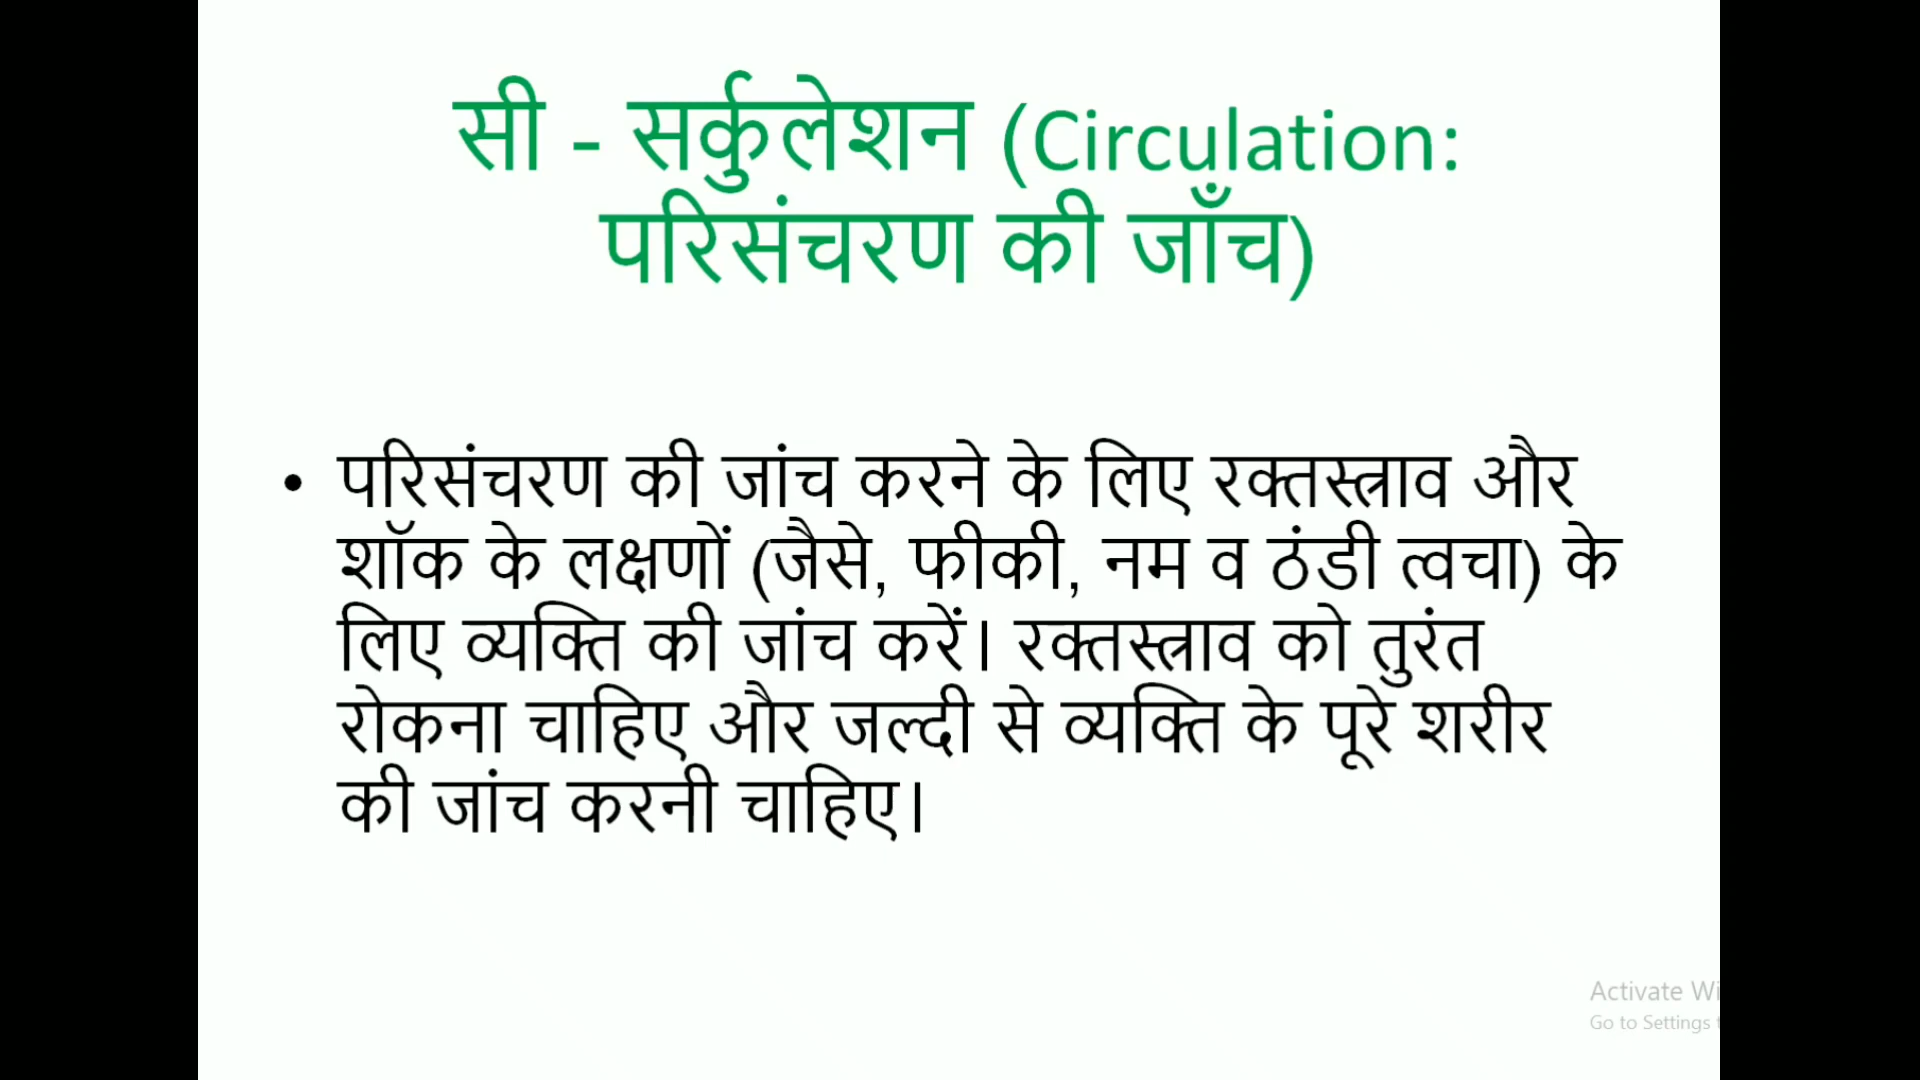 सी - सर्कुलेशन (Circulation:
परिसंचरण की जाँच)
• परिसंचरण की जांच करने के लिए रक्तस्त्राव और
शॉक के लक्षणों (जैसे, फीकी, नम व ठंडी त्वचा) के
लिए व्यक्ति की जांच करें। रक्तस्त्राव को तुरंत
रोकना चाहिए और जल्दी से व्यक्ति के पूरे शरीर
की जांच करनी चाहिए।
Activate Wi
Go to Settings t